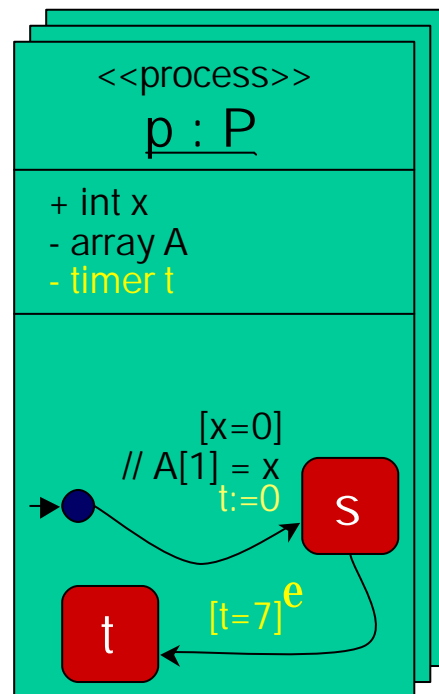 <<process>>
p : P
+ int x
- array A
- timer t
[x=0]
// A[1] = x
t:=0
s
[t=7]e
t